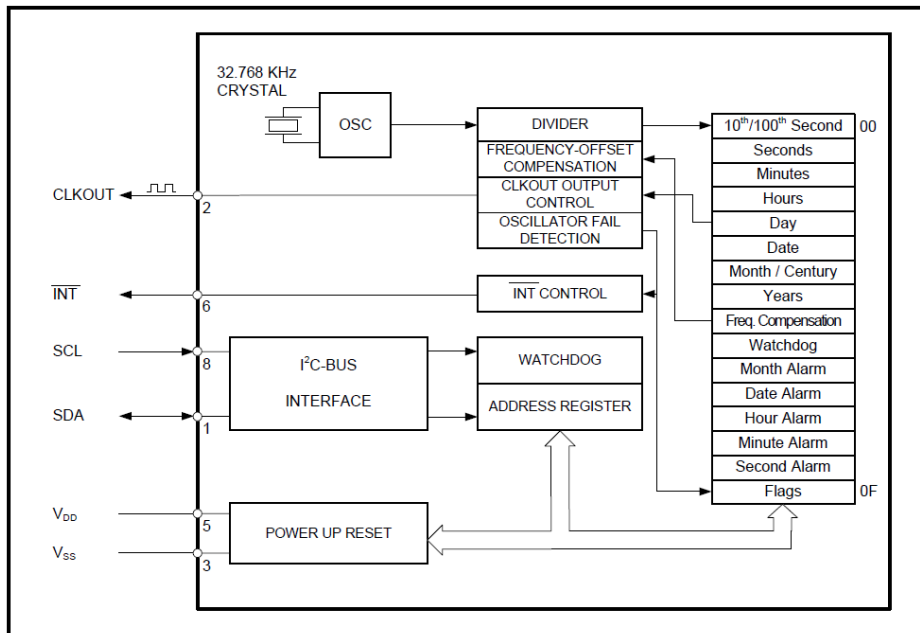 32.768 KHz
CRYSTAL
OSC
DIVIDER
FREQUENCY-OFFSET
COMPENSATION
CLKOUT OUTPUT
CONTROL
OSCILLATOR FAIL
DETECTION
10th/100th Second
00
Seconds
Minutes
Hours
Day
Date
Month / Century
Years
Freq. Compensation
Watchdog
Month Alarm
Date Alarm
Hour Alarm
Minute Alarm
Second Alarm
Flags
0F
CLKOUT
2
INT
6
INT CONTROL
SCL
8
SDA
1
I2C-BUS
INTERFACE
WATCHDOG
ADDRESS REGISTER
VDD
5
VSS
3
POWER UP RESET